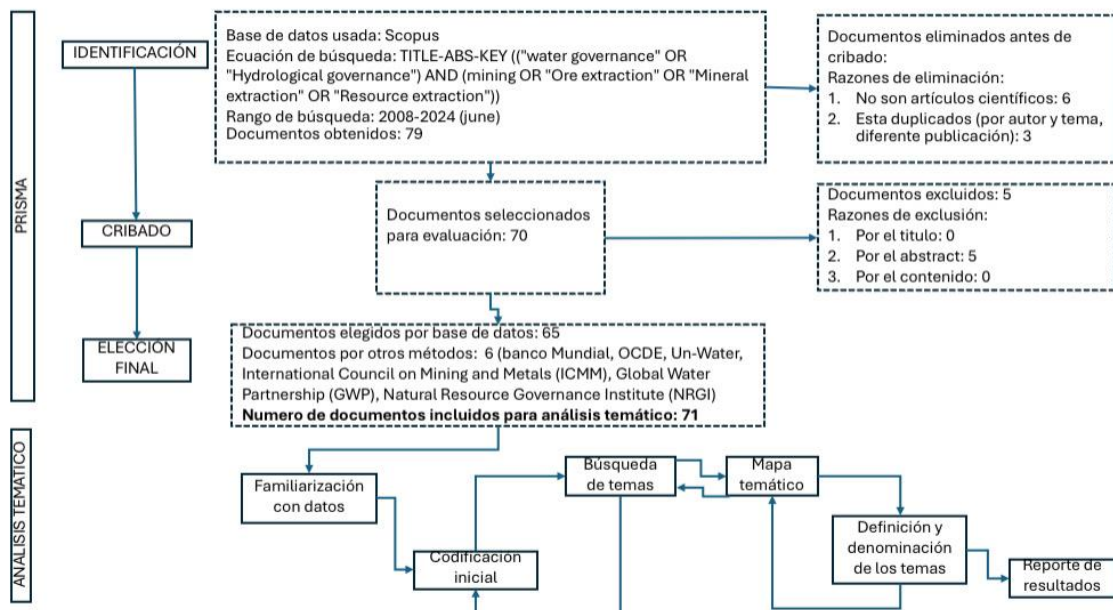 PRISMA
IDENTIFICACIÓN
Base de datos usada: Scopus
Ecuación de búsqueda: TITLE-ABS-KEY (("water governance" OR
"Hydrological governance") AND (mining OR "Ore extraction" OR "Mineral
extraction" OR "Resource extraction"))
Rango de búsqueda: 2008-2024 (june)
Documentos obtenidos: 79
Documentos eliminados antes de
cribado:
Razones de eliminación:
1. No son artículos científicos: 6
2. Esta duplicados (por autor y tema,
diferente publicación): 3
CRIBADO
Documentos seleccionados
para evaluación: 70
Documentos excluidos: 5
Razones de exclusión:
1. Por el titulo: 0
2. Por el abstract: 5
3. Por el contenido: 0
ELECCIÓN
FINAL
Documentos elegidos por base de datos: 65
Documentos por otros métodos: 6 (banco Mundial, OCDE, Un-Water,
International Council on Mining and Metals (ICMM), Global Water
Partnership (GWP), Natural Resource Governance Institute (NRGI)
Numero de documentos incluidos para análisis temático: 71
ANÁLISIS TEMÁTICO
Familiarización
con datos
Codificación
inicial
Búsqueda
de temas
Mapa
temático
Definición y
denominación
de los temas
Reporte de
resultados